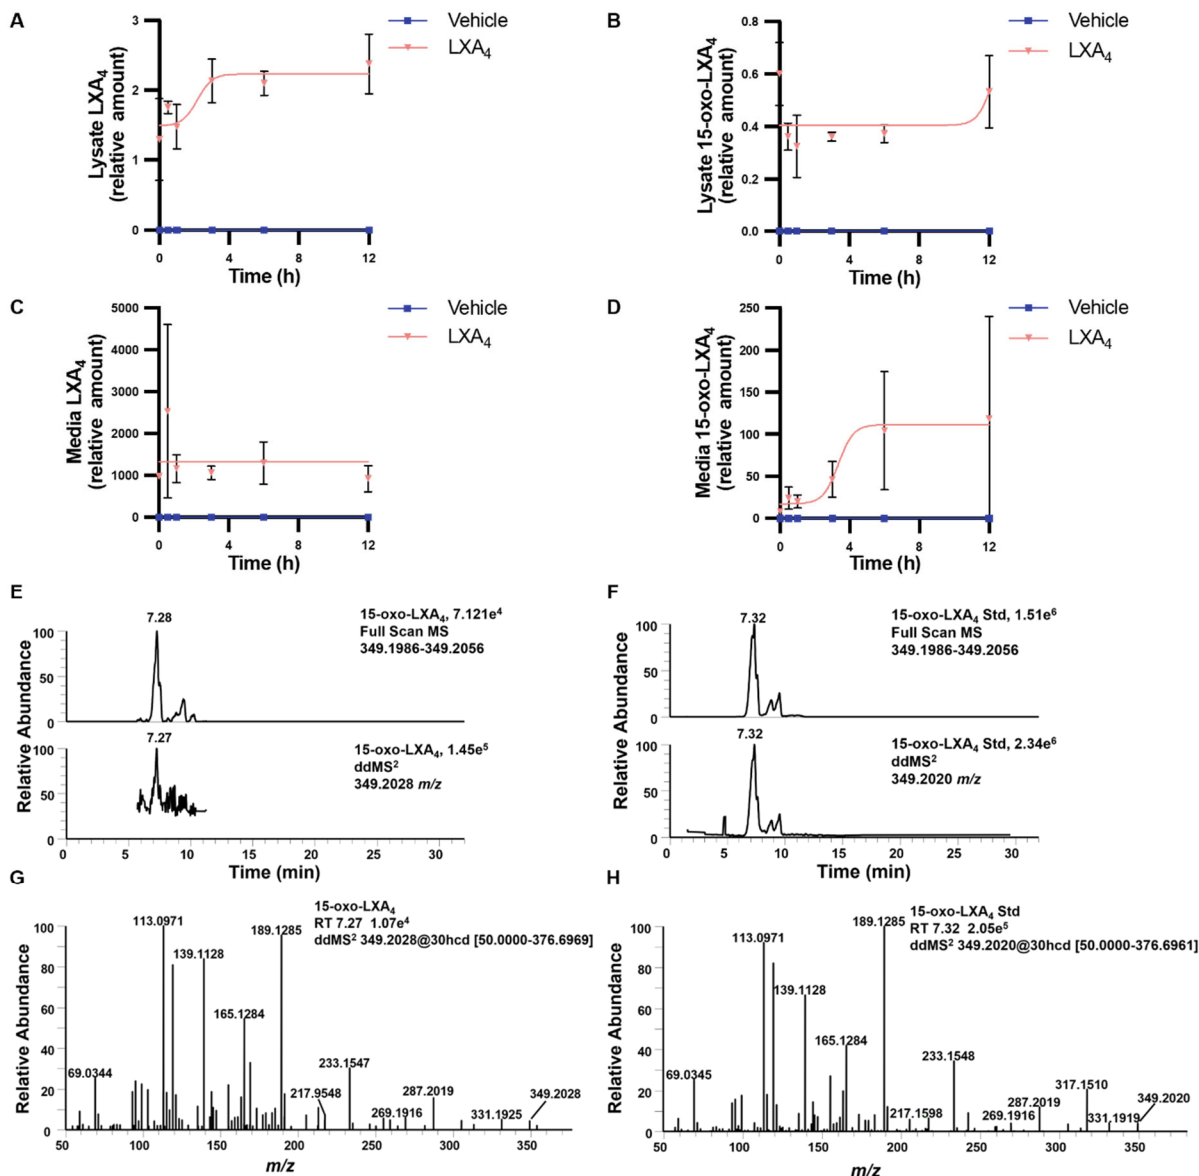 A
Lysate LXA₄
(relative amount)
3
2
1
0
0
4
8
12
Time (h)
Vehicle
LXA₄
B
Lysate 15-oxo-LXA₄
(relative amount)
0.8
0.6
0.4
0.2
0.0
0
4
8
12
Time (h)
Vehicle
LXA₄
C
Media LXA₄
(relative amount)
5000
4000
3000
2000
1000
0
0
4
8
12
Time (h)
Vehicle
LXA₄
D
Media 15-oxo-LXA₄
(relative amount)
250
200
150
100
50
0
0
4
8
12
Time (h)
Vehicle
LXA₄
E
Relative Abundance
7.28
15-oxo-LXA₄, 7.121e⁴
Full Scan MS
349.1986-349.2056
100
50
0
7.27
15-oxo-LXA₄, 1.45e⁵
ddMS²
349.2028 m/z
100
50
0
0 5 10 15 20 25 30
Time (min)
F
Relative Abundance
7.32
15-oxo-LXA₄ Std, 1.51e⁶
Full Scan MS
349.1986-349.2056
100
50
0
7.32
15-oxo-LXA₄ Std, 2.34e⁶
ddMS²
349.2020 m/z
100
50
0
0 5 10 15 20 25 30
Time (min)
G
Relative Abundance
15-oxo-LXA₄
RT 7.27 1.07e⁴
ddMS² 349.2028@30hcd [50.0000-376.6969]
100
80
60
40
20
0
69.0344
113.0971
139.1128
165.1284
189.1285
217.9548
233.1547
269.1916
287.2019
331.1925
349.2028
50 100 150 200 250 300 350
m/z
H
Relative Abundance
15-oxo-LXA₄ Std
RT 7.32 2.05e⁵
ddMS² 349.2020@30hcd [50.0000-376.6961]
100
80
60
40
20
0
69.0345
113.0971
139.1128
165.1284
189.1285
217.1598
233.1548
269.1916
287.2019
317.1510
331.1919
349.2020
50 100 150 200 250 300 350
m/z